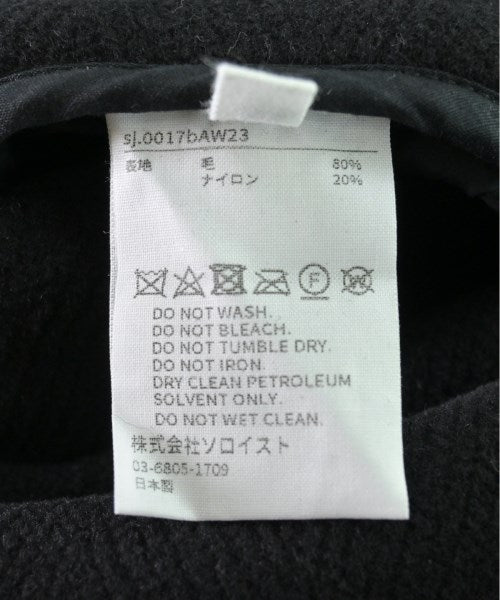 sj.0017bAW23
表地 毛 80%
ナイロン 20%
F W
DO NOT WASH.
DO NOT BLEACH.
DO NOT TUMBLE DRY.
DO NOT IRON.
DRY CLEAN PETROLEUM
SOLVENT ONLY.
DO NOT WET CLEAN.
株式会社ソロイスト
03-6805-1709
日本製